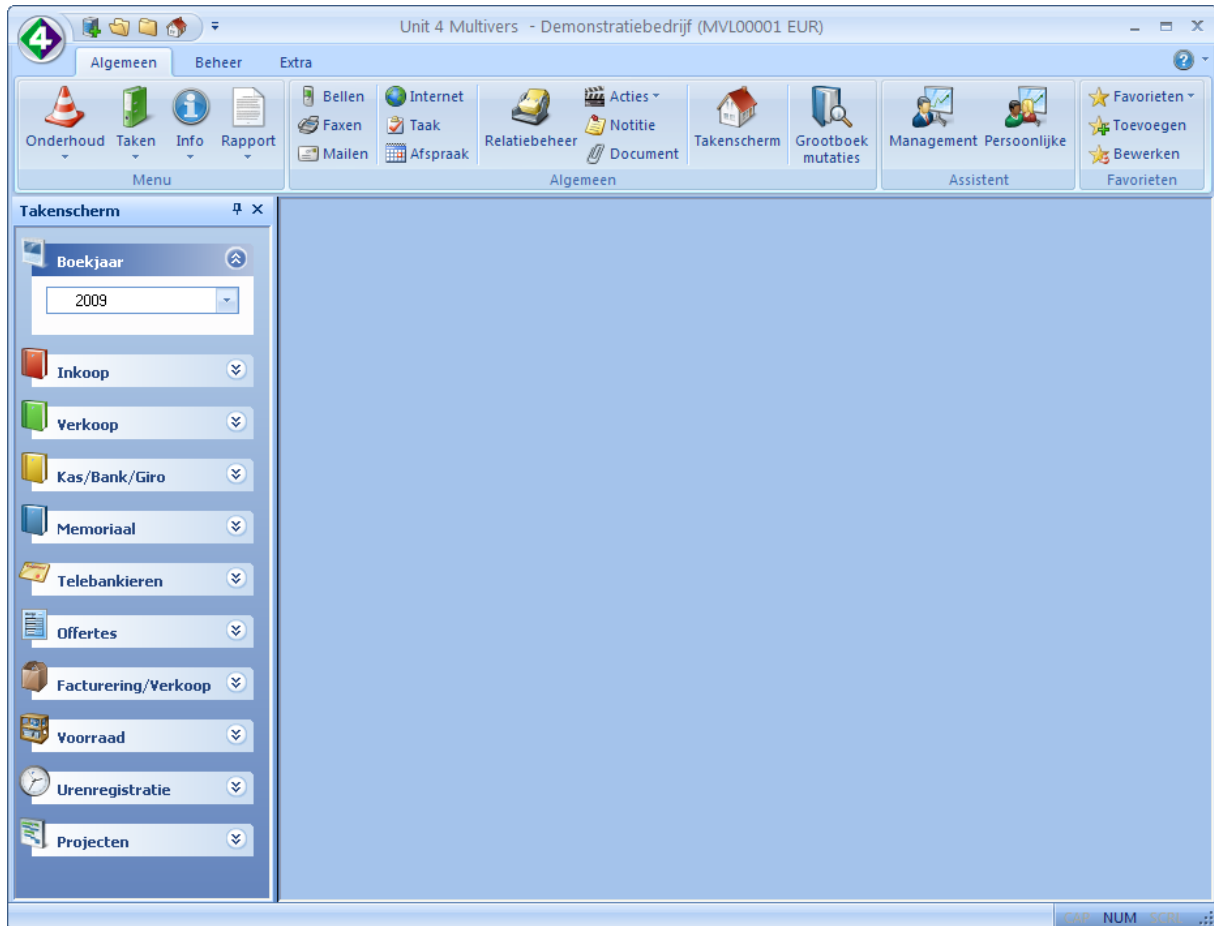 Unit 4 Multivers - Demonstratiebedrijf (MVL00001 EUR)
Algemeen Beheer Extra
Onderhoud Taken Info Rapport
Menu
Bellen Internet
Faxen Taak
Mailen Afspraak
Relatiebeheer
Acties
Notitie
Document
Takenscherm
Grootboek
mutaties
Algemeen
Management Persoonlijke
Assistent
Favorieten
Toevoegen
Bewerken
Favorieten
Takenscherm
Boekjaar
2009
Inkoop
Verkoop
Kas/Bank/Giro
Memoriaal
Telebankieren
Offertes
Facturering/Verkoop
Voorraad
Urenregistratie
Projecten
CAP NUM SCRL